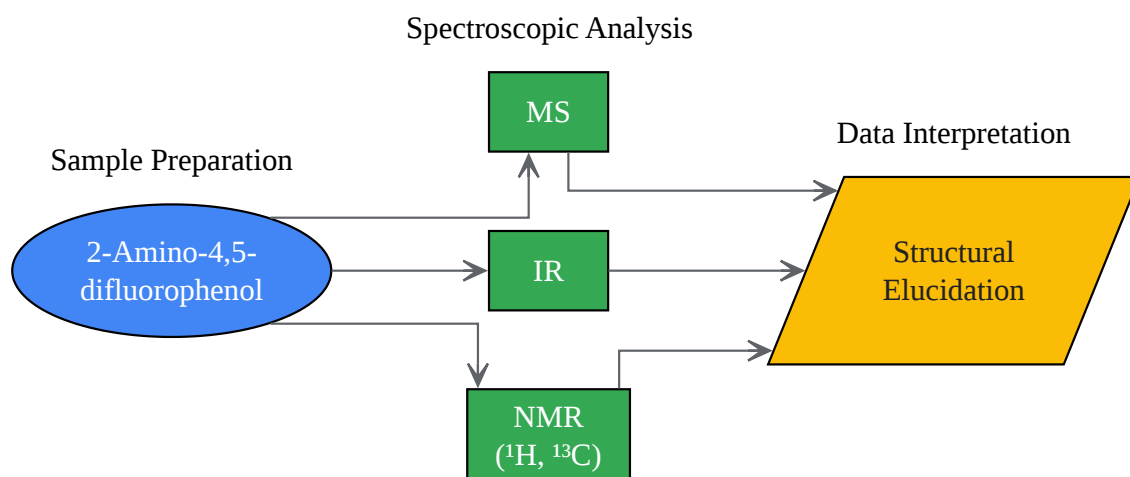 Spectroscopic Analysis
MS
Data Interpretation
Sample Preparation
2-Amino-4,5-
difluorophenol
IR
Structural
Elucidation
NMR
(¹H, ¹³C)